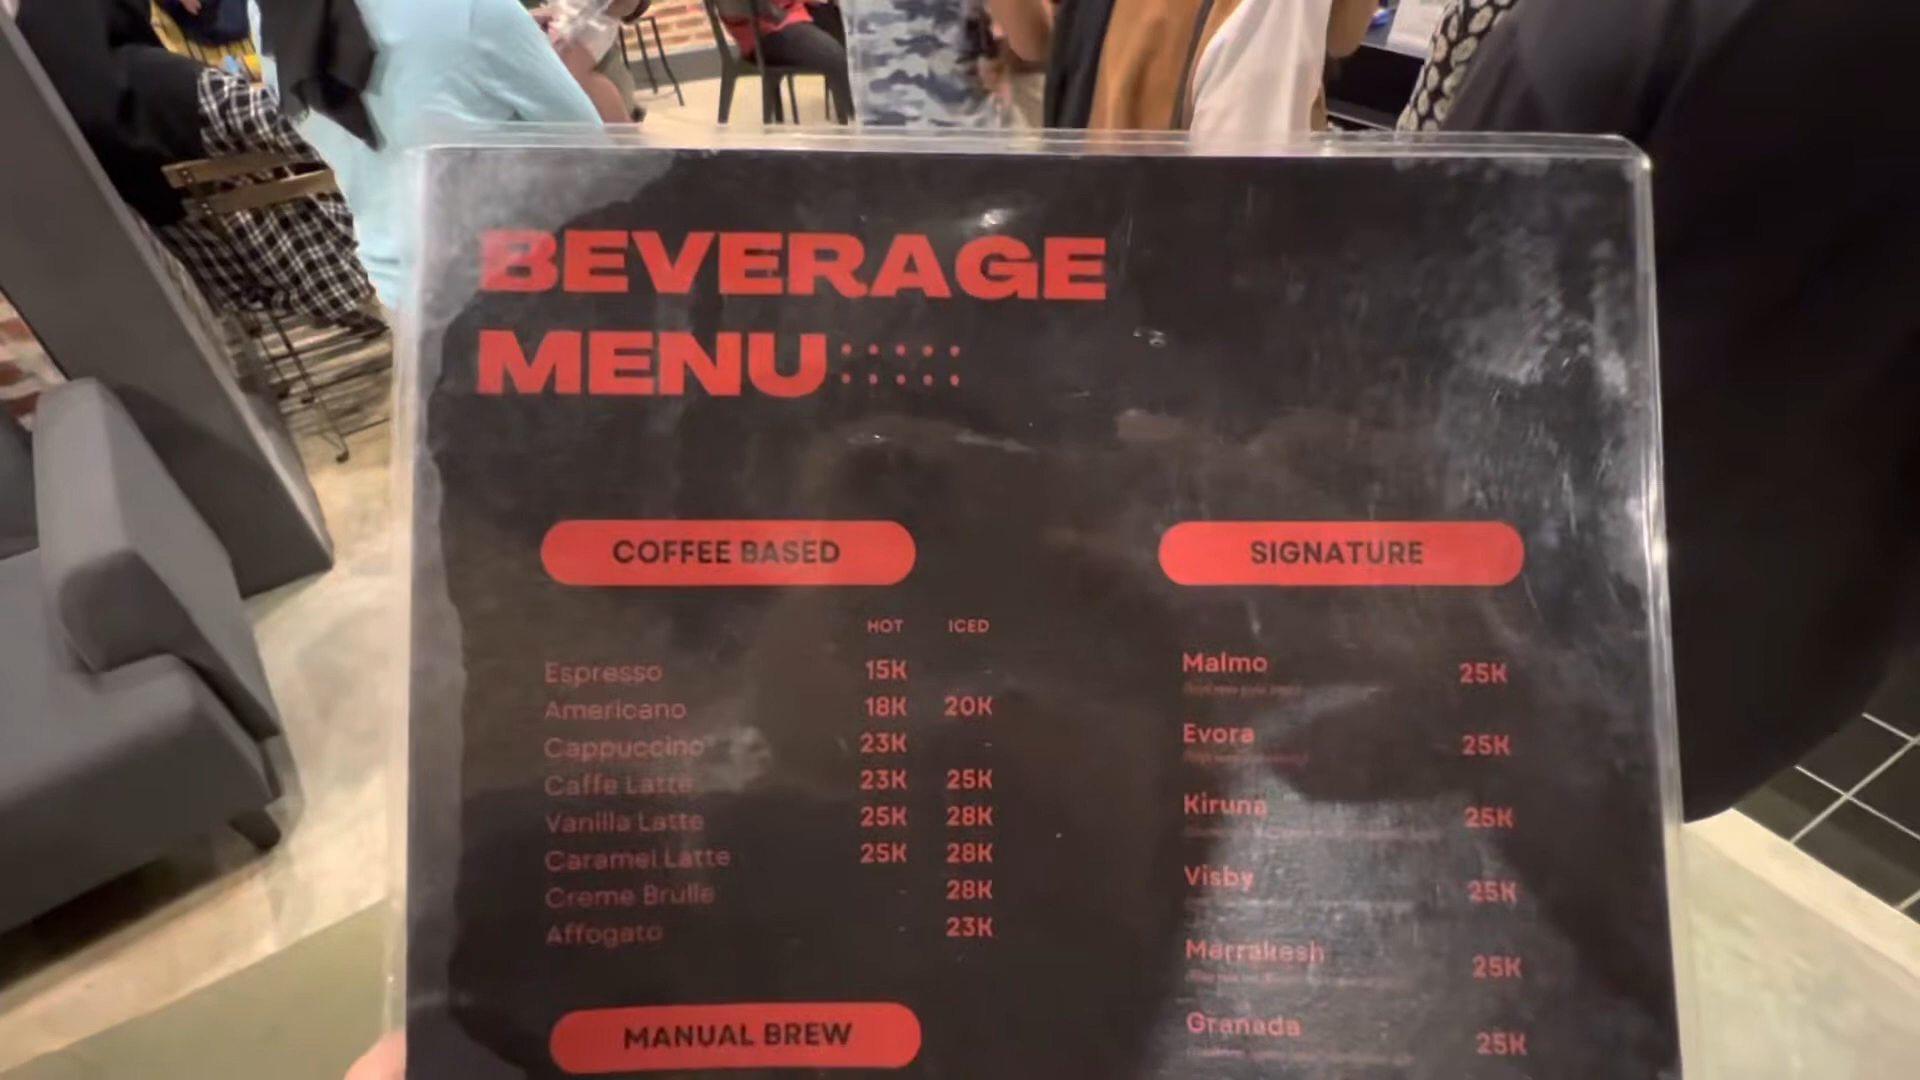 BEVERAGE
MENU
COFFEE BASED
HOT ICED
Espresso 15K
Americano 18K 20K
Cappuccino 23K -
Caffe Latte 23K 25K
Vanilla Latte 25K 28K
Caramel Latte 25K 28K
Creme Brulle - 28K
Affogato - 23K
MANUAL BREW
SIGNATURE
Malmo 25K
Evora 25K
Kiruna 25K
Visby 25K
Marrakesh 25K
Granada 25K